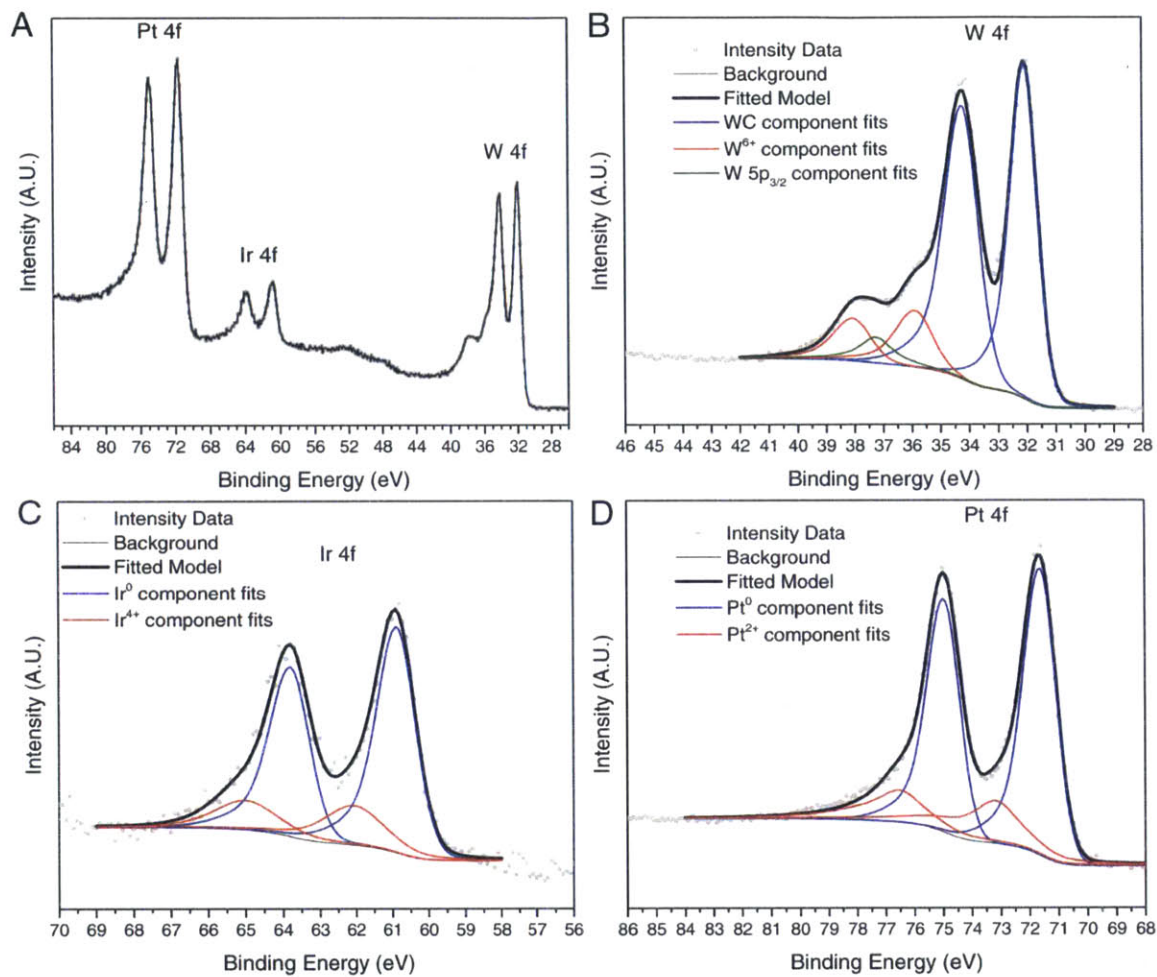 A
Pt 4f
Ir 4f
W 4f
Intensity (A.U.)
84 80 76 72 68 64 60 56 52 48 44 40 36 32 28
Binding Energy (eV)
B
W 4f
Intensity Data
Background
Fitted Model
WC component fits
W⁶⁺ component fits
W 5p₃/₂ component fits
Intensity (A.U.)
46 45 44 43 42 41 40 39 38 37 36 35 34 33 32 31 30 29 28
Binding Energy (eV)
C
Ir 4f
Intensity Data
Background
Fitted Model
Ir⁰ component fits
Ir⁴⁺ component fits
Intensity (A.U.)
70 69 68 67 66 65 64 63 62 61 60 59 58 57 56
Binding Energy (eV)
D
Pt 4f
Intensity Data
Background
Fitted Model
Pt⁰ component fits
Pt²⁺ component fits
Intensity (A.U.)
86 85 84 83 82 81 80 79 78 77 76 75 74 73 72 71 70 69 68
Binding Energy (eV)